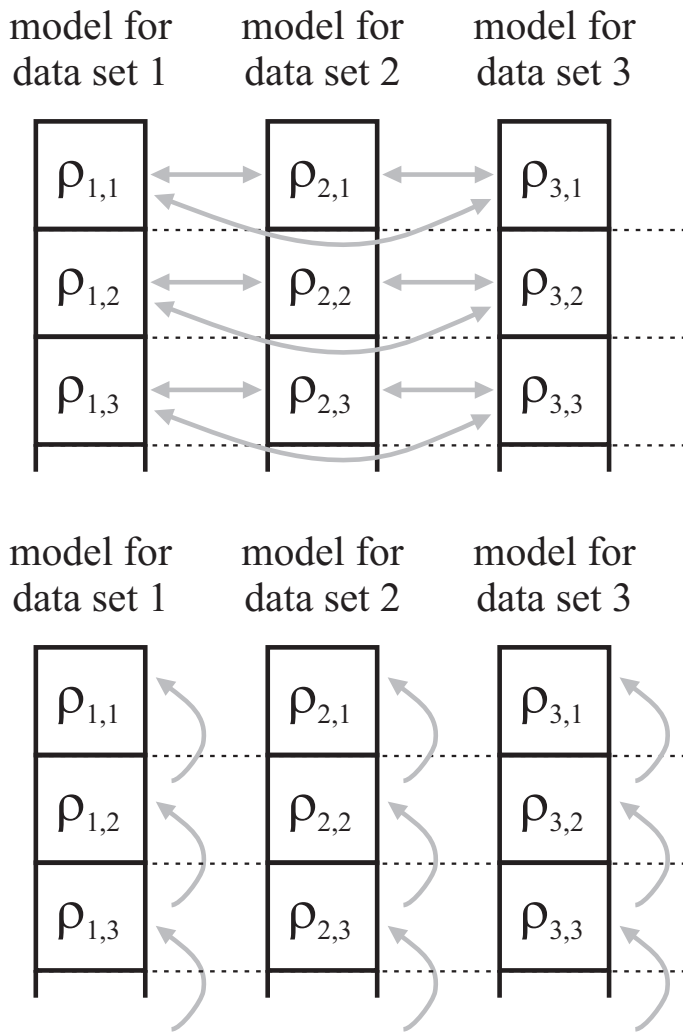 model for model for model for
data set 1 data set 2 data set 3
ρ1,1 ρ2,1 ρ3,1
ρ1,2 ρ2,2 ρ3,2
ρ1,3 ρ2,3 ρ3,3
model for model for model for
data set 1 data set 2 data set 3
ρ1,1 ρ2,1 ρ3,1
ρ1,2 ρ2,2 ρ3,2
ρ1,3 ρ2,3 ρ3,3